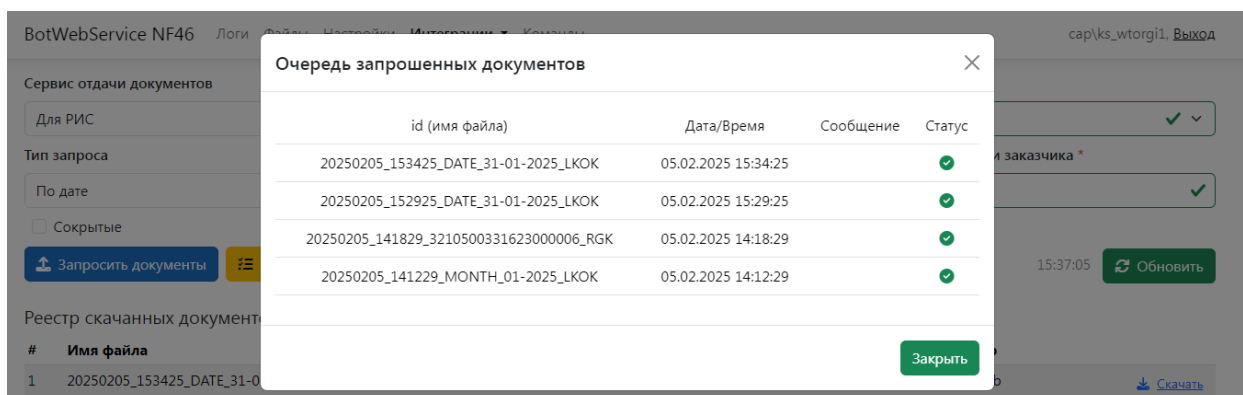 BotWebService NF46 Логи Файлы Настройки Интеграции Команды cap\ks_wtorgi1, Выход
Очередь запрошенных документов
Сервис отдачи документов
Для РИС
id (имя файла) Дата/Время Сообщение Статус
Тип запроса
и заказчика *
20250205_153425_DATE_31-01-2025_LKOK 05.02.2025 15:34:25
По дате
20250205_152925_DATE_31-01-2025_LKOK 05.02.2025 15:29:25
Сокрытые
20250205_141829_3210500331623000006_RGK 05.02.2025 14:18:29
Запросить документы
15:37:05 Обновить
20250205_141229_MONTH_01-2025_LKOK 05.02.2025 14:12:29
Реестр скачанных документ
# Имя файла
Закрыть
1 20250205_153425_DATE_31-0
b Скачать